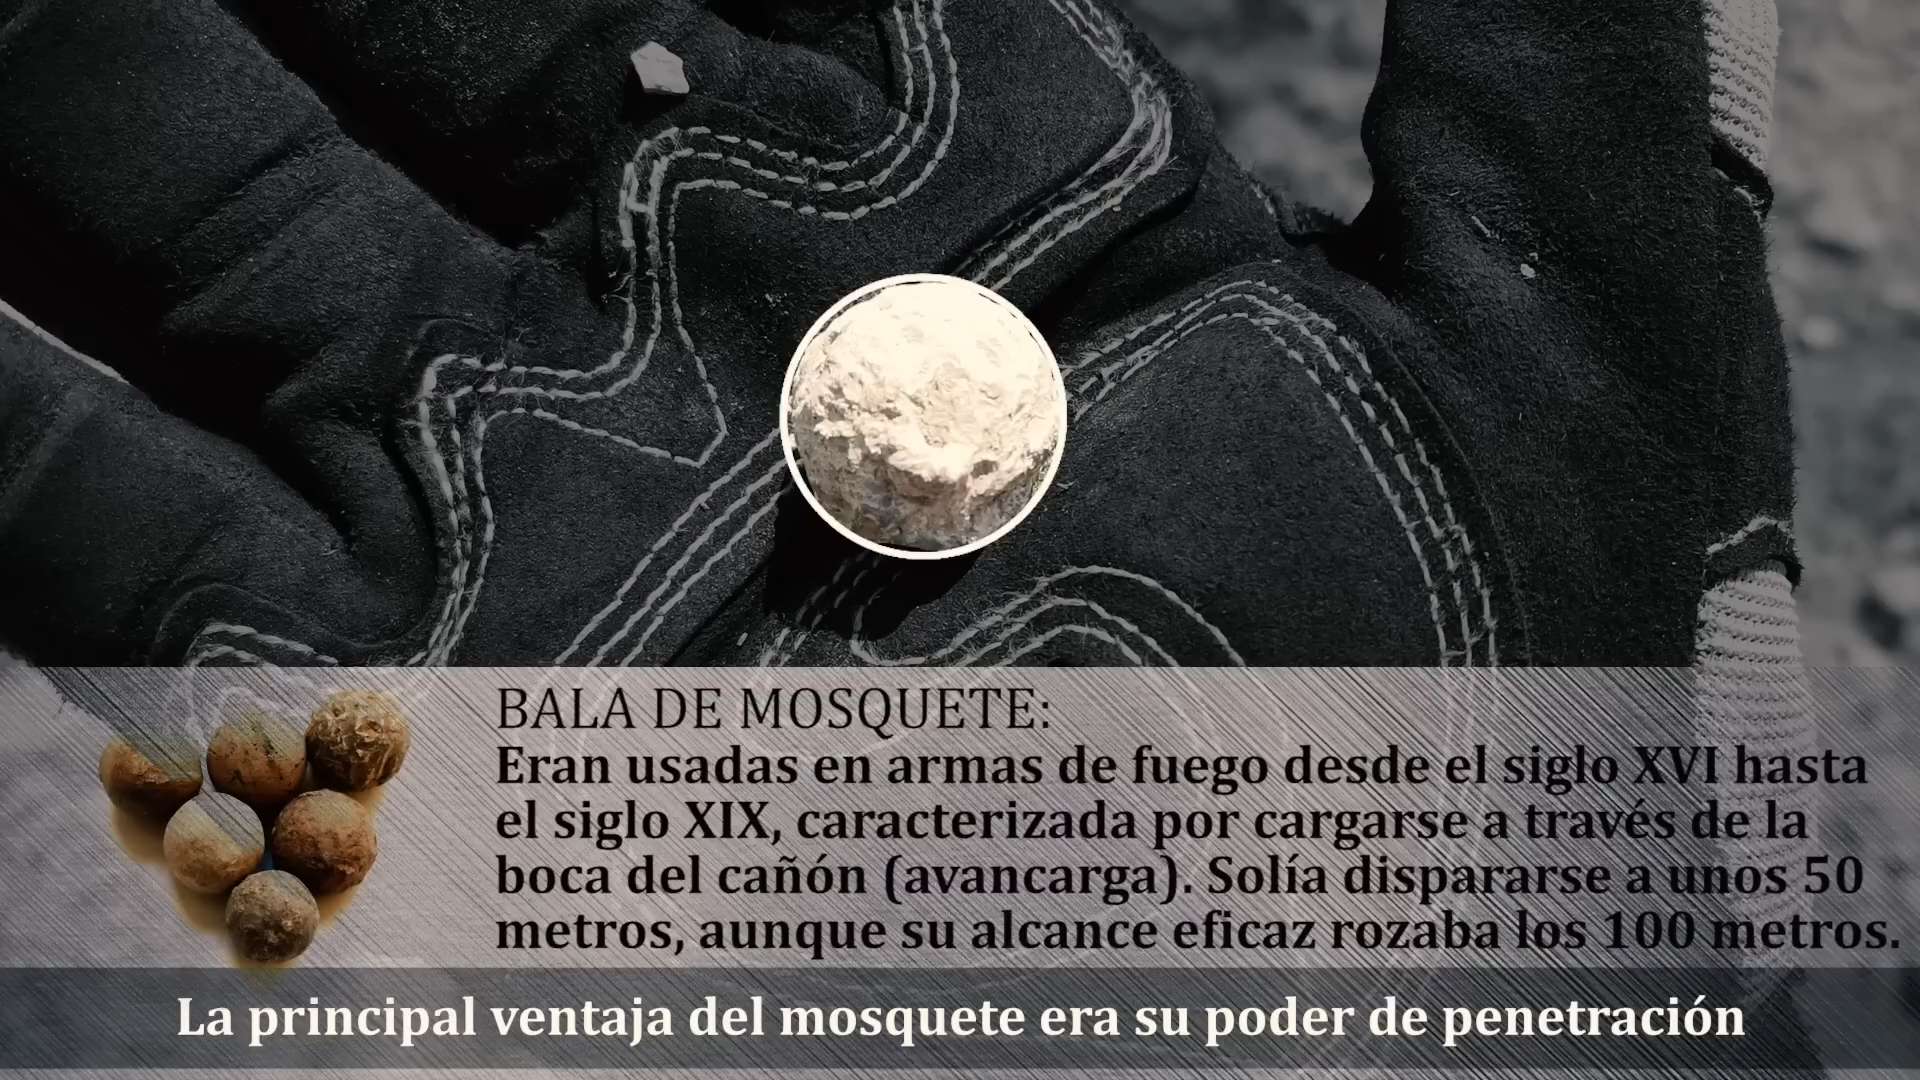 BALA DE MOSQUETE:
Eran usadas en armas de fuego desde el siglo XVI hasta
el siglo XIX, caracterizada por cargarse a través de la
boca del cañón (avancarga). Solía dispararse a unos 50
metros, aunque su alcance eficaz rozaba los 100 metros.
La principal ventaja del mosquete era su poder de penetración